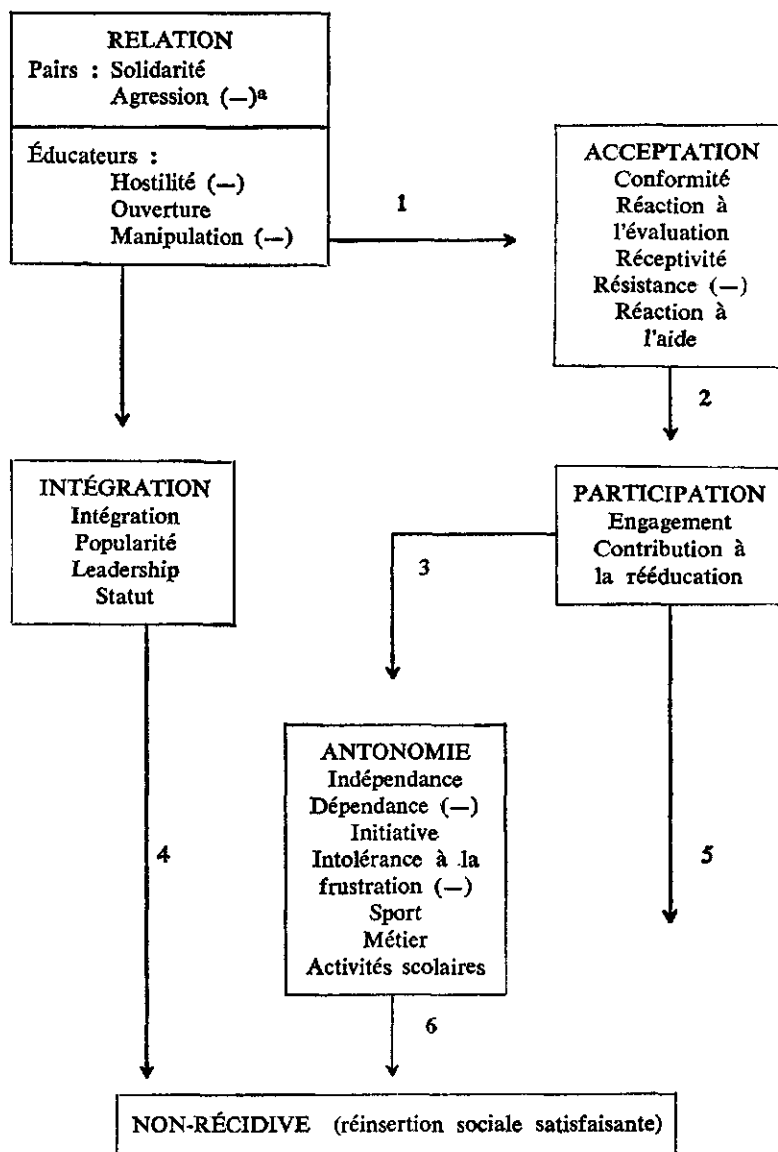 RELATION
Pairs : Solidarité
Agression (—)ᵃ
Éducateurs :
Hostilité (—)
Ouverture
Manipulation (—)
1
ACCEPTATION
Conformité
Réaction à
l'évaluation
Réceptivité
Résistance (—)
Réaction à
l'aide
2
INTÉGRATION
Intégration
Popularité
Leadership
Statut
PARTICIPATION
Engagement
Contribution à
la rééducation
3
ANTONOMIE
Indépendance
Dépendance (—)
Initiative
Intolérance à la
frustration (—)
Sport
Métier
Activités scolaires
4
5
6
NON-RÉCIDIVE (réinsertion sociale satisfaisante)